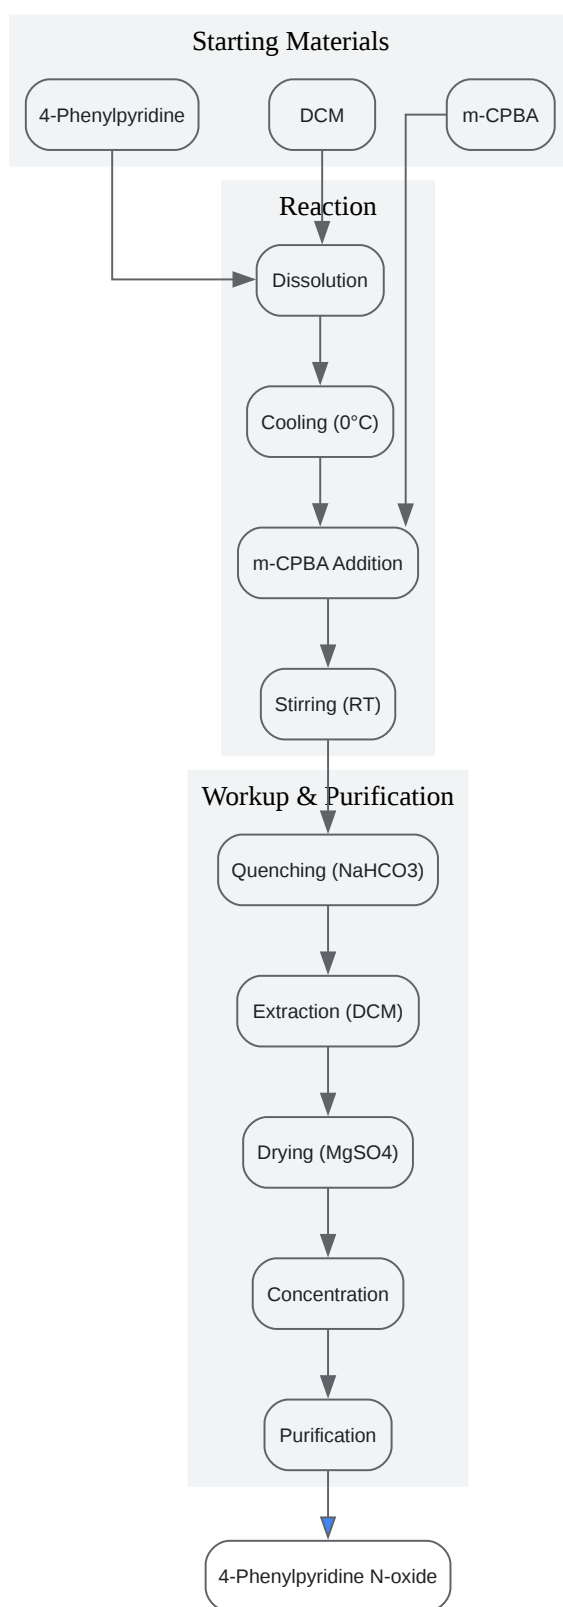 Starting Materials
4-Phenylpyridine
DCM
m-CPBA
Reaction
Dissolution
Cooling (0°C)
m-CPBA Addition
Stirring (RT)
Workup & Purification
Quenching (NaHCO3)
Extraction (DCM)
Drying (MgSO4)
Concentration
Purification
4-Phenylpyridine N-oxide